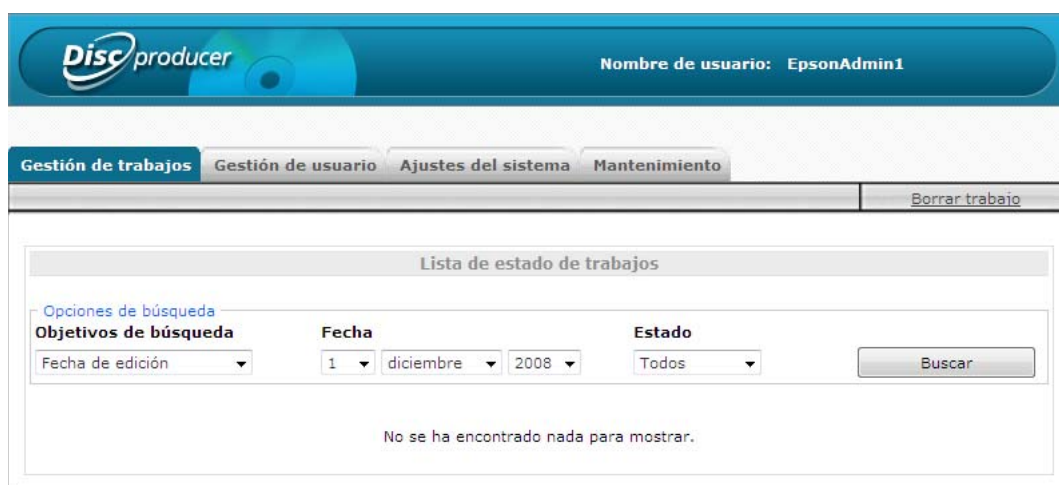 Disc producer
Nombre de usuario: EpsonAdmin1
Gestión de trabajos Gestión de usuario Ajustes del sistema Mantenimiento
Borrar trabajo
Lista de estado de trabajos
Opciones de búsqueda
Objetivos de búsqueda Fecha Estado
Fecha de edición 1 diciembre 2008 Todos Buscar
No se ha encontrado nada para mostrar.